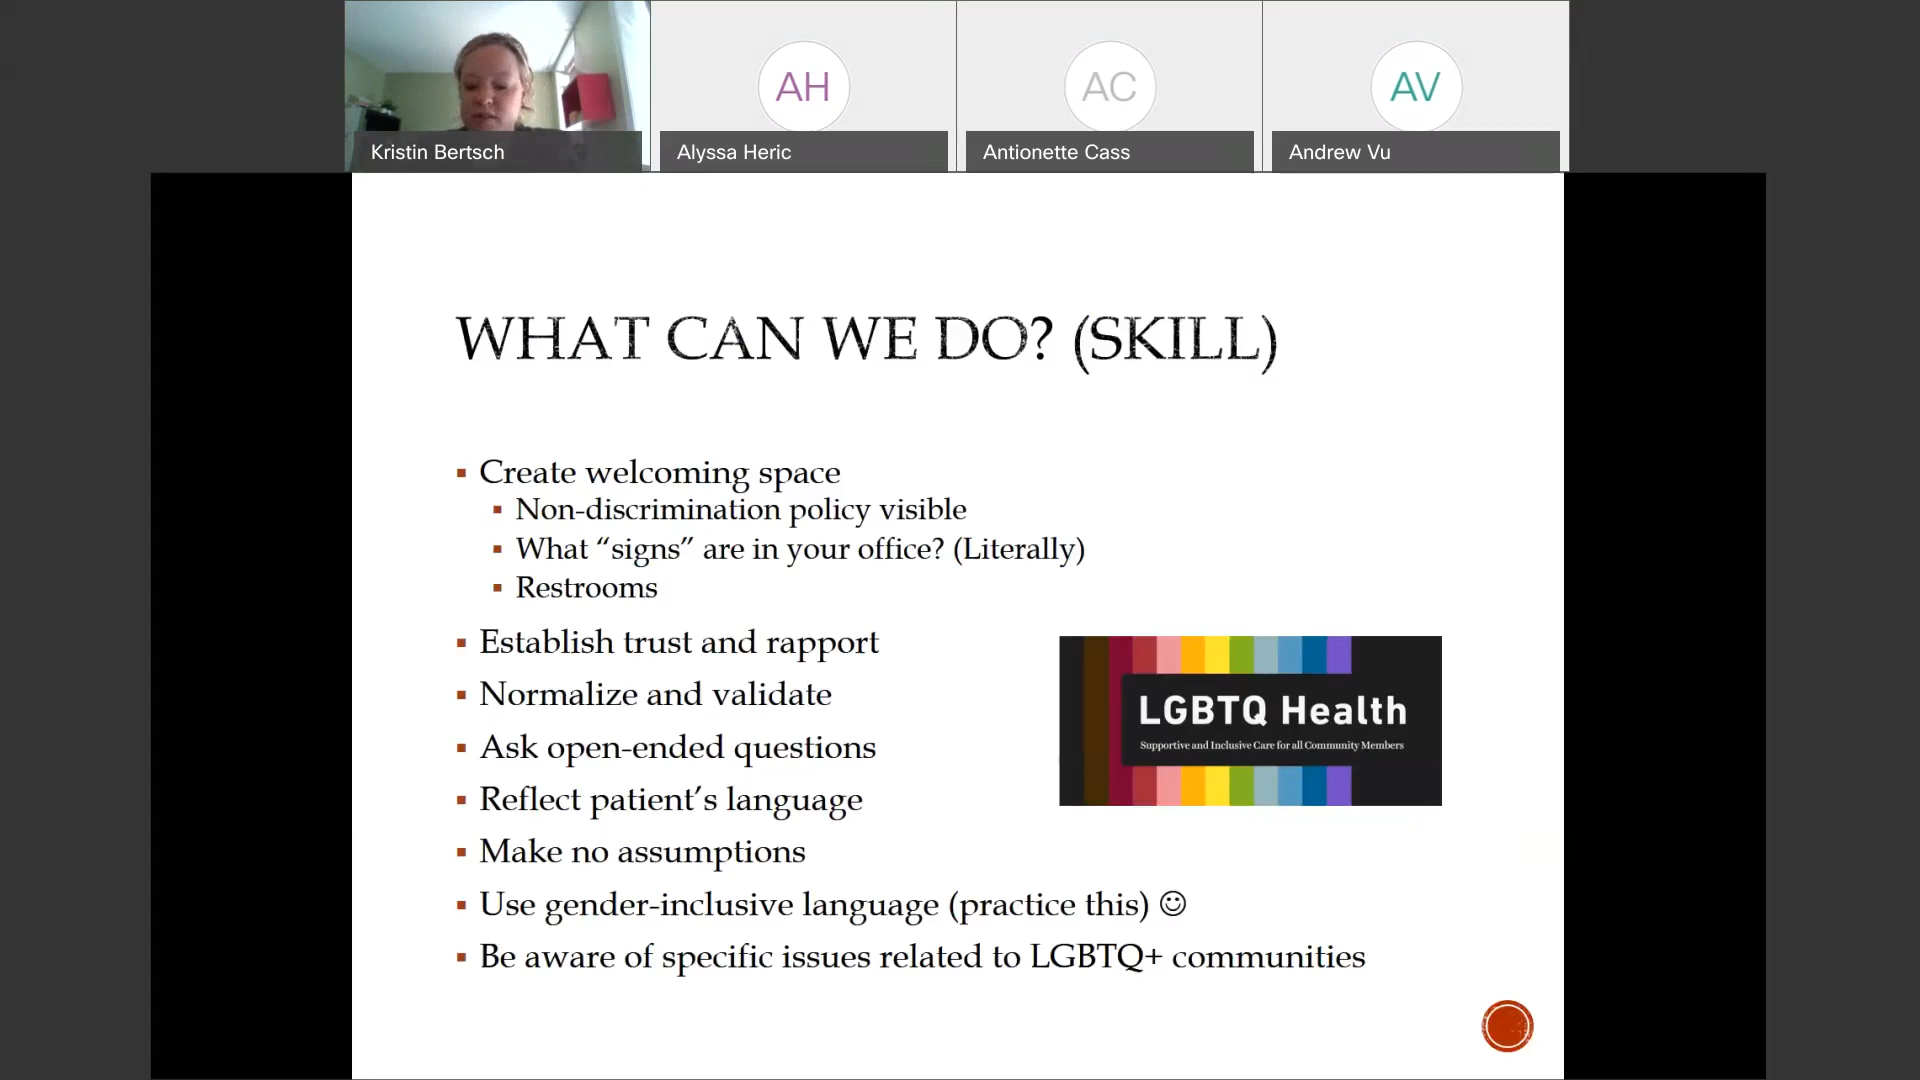 AH
AC
AV
Kristin Bertsch
Alyssa Heric
Antionette Cass
Andrew Vu
WHAT CAN WE DO? (SKILL)
▪ Create welcoming space
▪ Non-discrimination policy visible
▪ What “signs” are in your office? (Literally)
▪ Restrooms
▪ Establish trust and rapport
▪ Normalize and validate
▪ Ask open-ended questions
▪ Reflect patient’s language
▪ Make no assumptions
▪ Use gender-inclusive language (practice this) ☺
▪ Be aware of specific issues related to LGBTQ+ communities
LGBTQ Health
Supportive and Inclusive Care for all Community Members